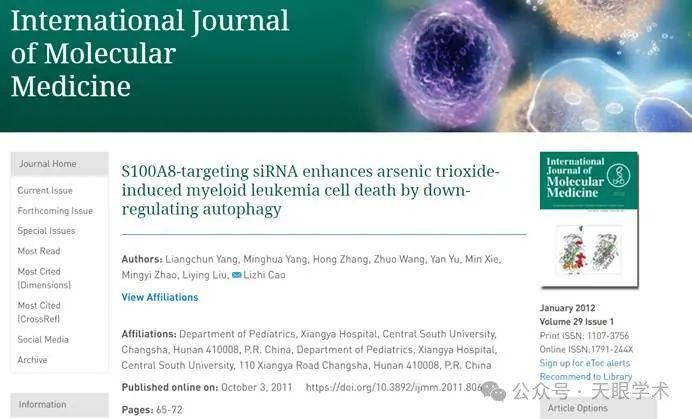 International Journal
of Molecular
Medicine
Journal Home
Current Issue
Forthcoming Issue
Special Issues
Most Read
Most Cited
(Dimensions)
Most Cited
(CrossRef)
Social Media
Archive
Information
S100A8-targeting siRNA enhances arsenic trioxide-
induced myeloid leukemia cell death by down-
regulating autophagy
Authors: Liangchun Yang, Minghua Yang, Hong Zhang, Zhuo Wang, Yan Yu, Min Xie,
Mingyi Zhao, Liying Liu, Lizhi Cao
View Affiliations
Affiliations: Department of Pediatrics, Xiangya Hospital, Central South University,
Changsha, Hunan 410008, P.R. China, Department of Pediatrics, Xiangya Hospital,
Central South University, 110 Xiangya Road Changsha, Hunan 410008, P.R. China
Published online on: October 3, 2011 https://doi.org/10.3892/ijmm.2011.806
Pages: 65-72
International Journal
of Molecular
Medicine
January 2012
Volume 29 Issue 1
Print ISSN: 1107-3756
Online ISSN:1791-244X
Sign up for eToc alerts
Recommend to Library
公众号 · 天眼学术
Article Options